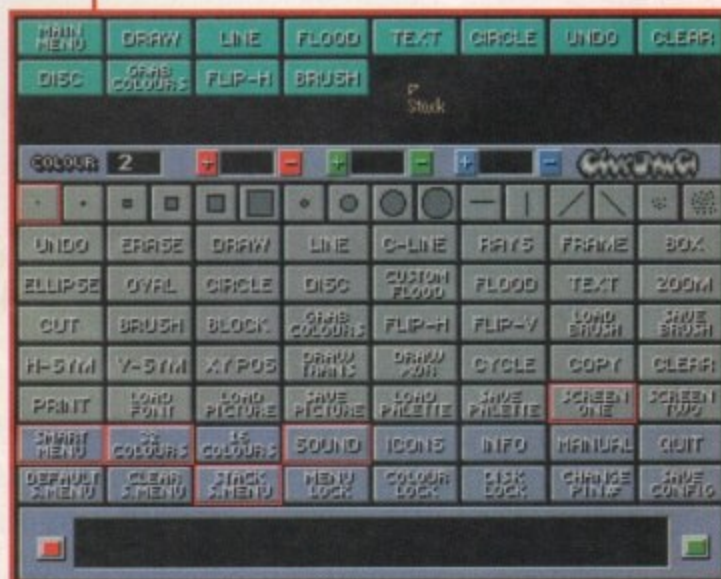 MAIN MENU DRAW LINE FLOOD TEXT CIRCLE UNDO CLEAR
DISC GRAB COLOURS FLIP-H BRUSH
Stack
COLOUR 2 + - + - + - Chroma
UNDO ERASE DRAW LINE C-LINE RAYS FRAME BOX
ELLIPSE OVAL CIRCLE DISC CUSTOM FLOOD FLOOD TEXT ZOOM
CUT BRUSH BLOCK GRAB COLOURS FLIP-H FLIP-V LOAD BRUSH SAVE BRUSH
H-SYM V-SYM XY POS DRAW TRANS DRAW XOR CYCLE COPY CLEAR
PRINT LOAD FONT LOAD PICTURE SAVE PICTURE LOAD PALETTE SAVE PALETTE SCREEN ONE SCREEN TWO
SMART MENU 32 COLOURS 16 COLOURS SOUND ICONS INFO MANUAL QUIT
DEFAULT S.MENU CLEAR S.MENU STACK S.MENU MENU LOCK COLOUR LOCK DISK LOCK CHANGE PIN# SAVE CONFIG